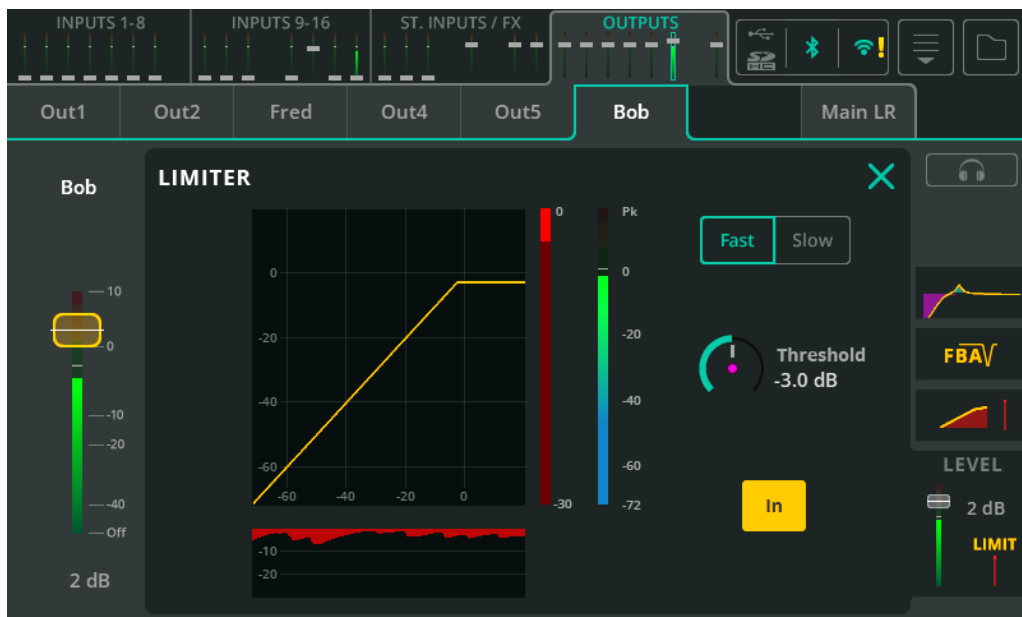 INPUTS 1-8 INPUTS 9-16 ST. INPUTS / FX OUTPUTS
Out1 Out2 Fred Out4 Out5 Bob Main LR
Bob
LIMITER
0 Pk
Fast Slow
0
0
10
-20
-20
FBA
0
Threshold
-3.0 dB
-40
-40
-10
-20
-60
-60
LEVEL
-60 -40 -20 0
-40
-30
-72
In
2 dB
Off
LIMIT
-10
-20
2 dB